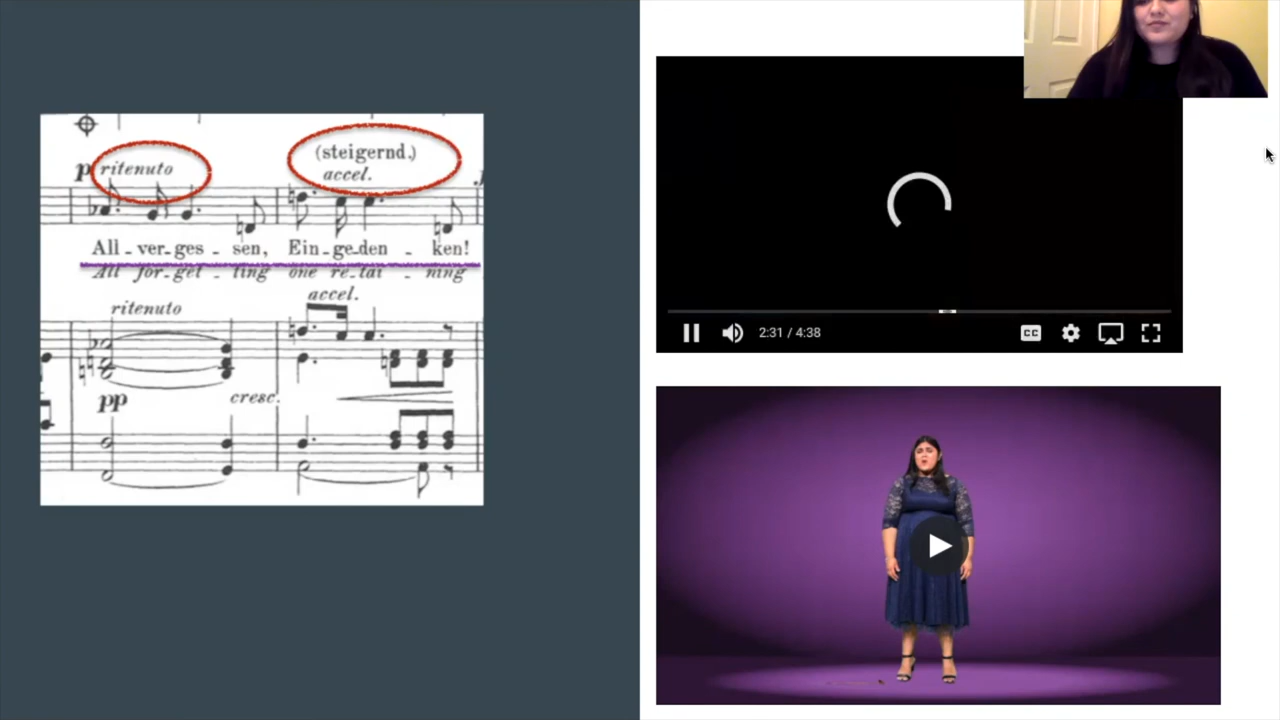 p ritenuto
(steigernd.)
accel.
All - ver- ges - sen, Ein - ge- den - ken!
All for- get - ting one re- tai - ning
accel.
ritenuto
pp cresc.
2:31 / 4:38
CC